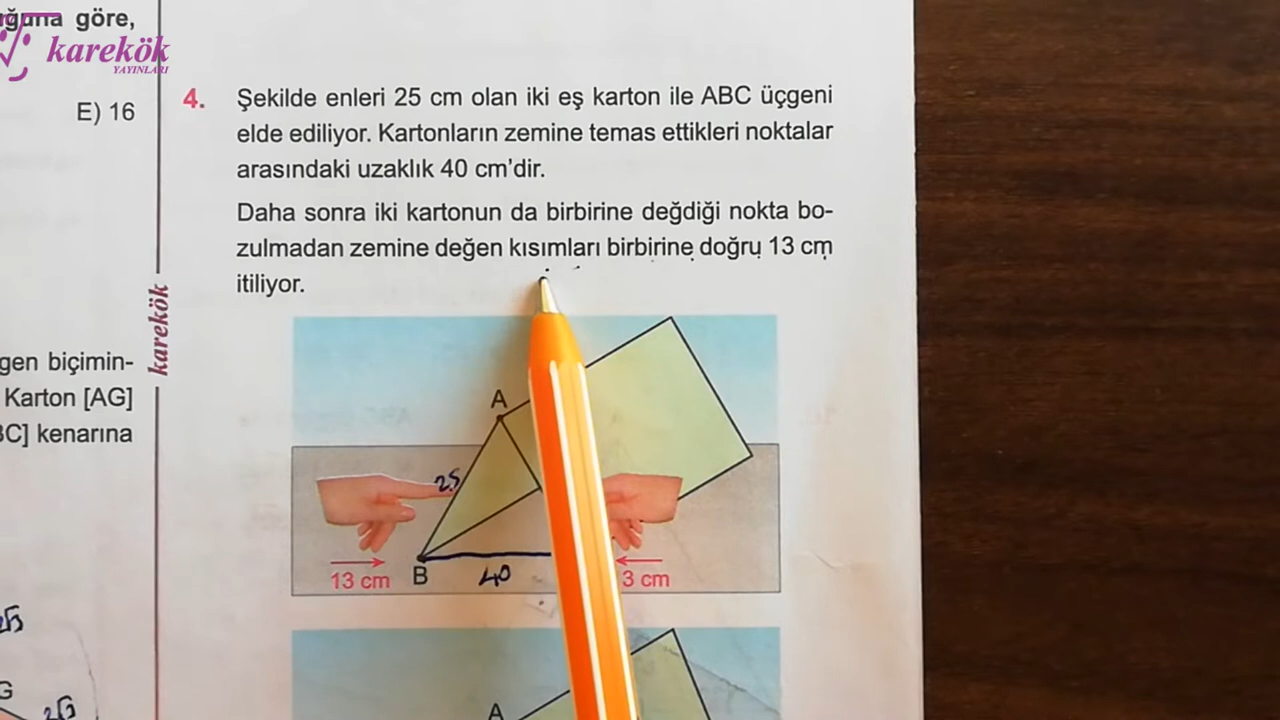 ğuna göre,
karekök
YAYINLARI
E) 16
karekök
gen biçimin-
Karton [AG]
BC] kenarına
G
4. Şekilde enleri 25 cm olan iki eş karton ile ABC üçgeni
elde ediliyor. Kartonların zemine temas ettikleri noktalar
arasındaki uzaklık 40 cm'dir.
Daha sonra iki kartonun da birbirine değdiği nokta bo-
zulmadan zemine değen kısımları birbirine doğru 13 cm
itiliyor.
A
25
13 cm
B
40
3 cm
A